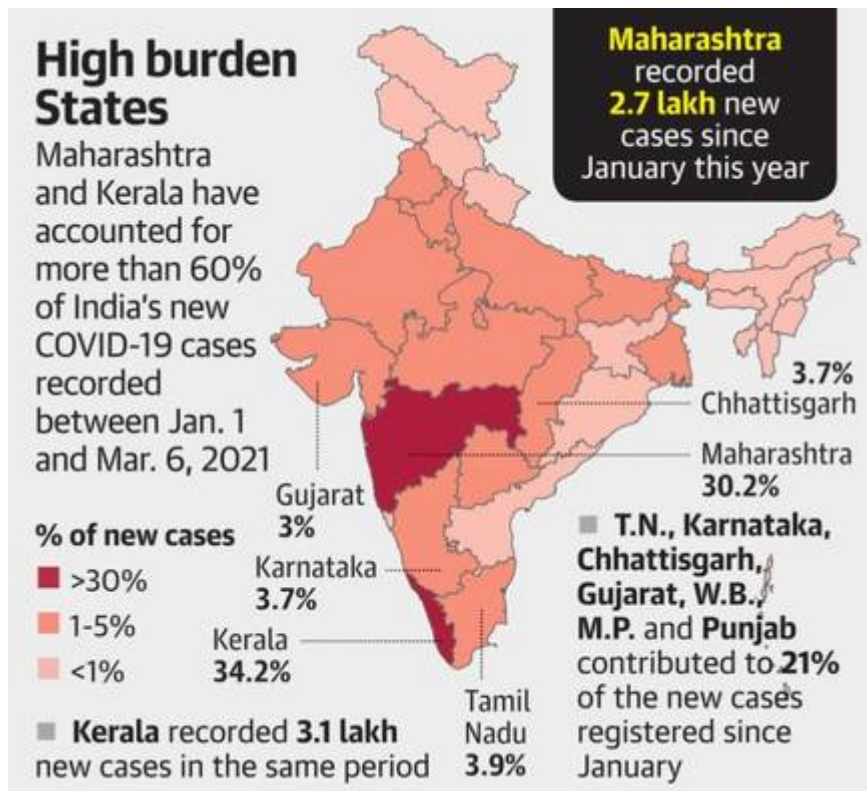 High burden
States
Maharashtra
and Kerala have
accounted for
more than 60%
of India's new
COVID-19 cases
recorded
between Jan. 1
and Mar. 6, 2021
Maharashtra
recorded
2.7 lakh new
cases since
January this year
% of new cases
>30%
1-5%
<1%
Gujarat
3%
Karnataka
3.7%
Kerala
34.2%
Tamil
Nadu
3.9%
3.7%
Chhattisgarh
Maharashtra
30.2%
Kerala recorded 3.1 lakh
new cases in the same period
T.N., Karnataka,
Chhattisgarh,
Gujarat, W.B.,
M.P. and Punjab
contributed to 21%
of the new cases
registered since
January